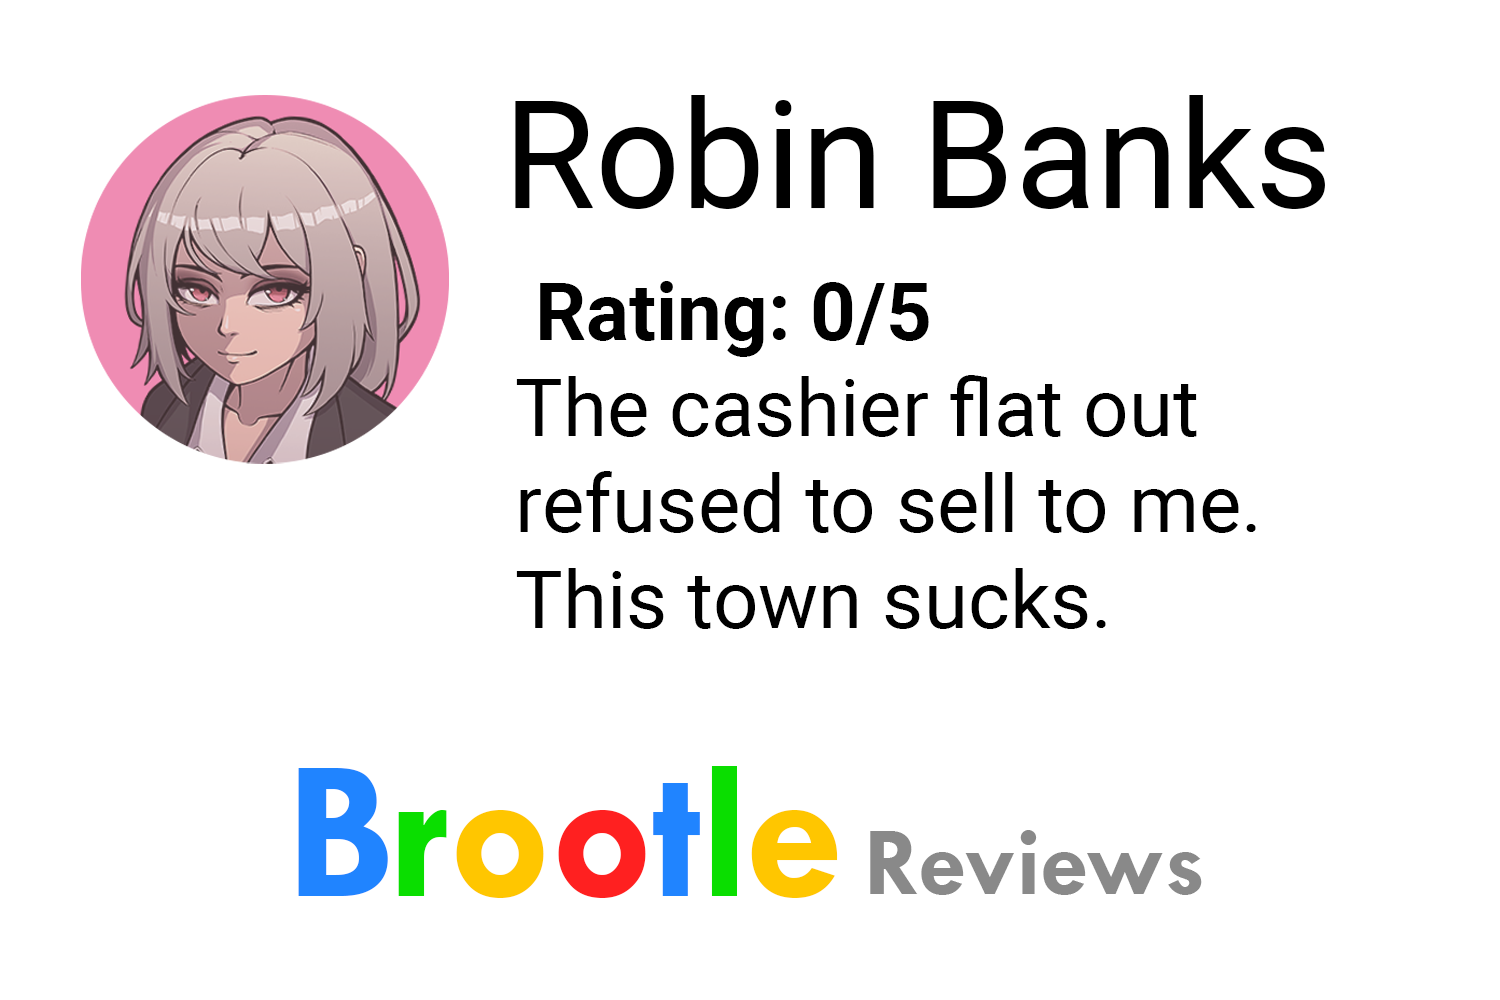 Robin Banks
Rating: 0/5
The cashier flat out
refused to sell to me.
This town sucks.
Brootle Reviews